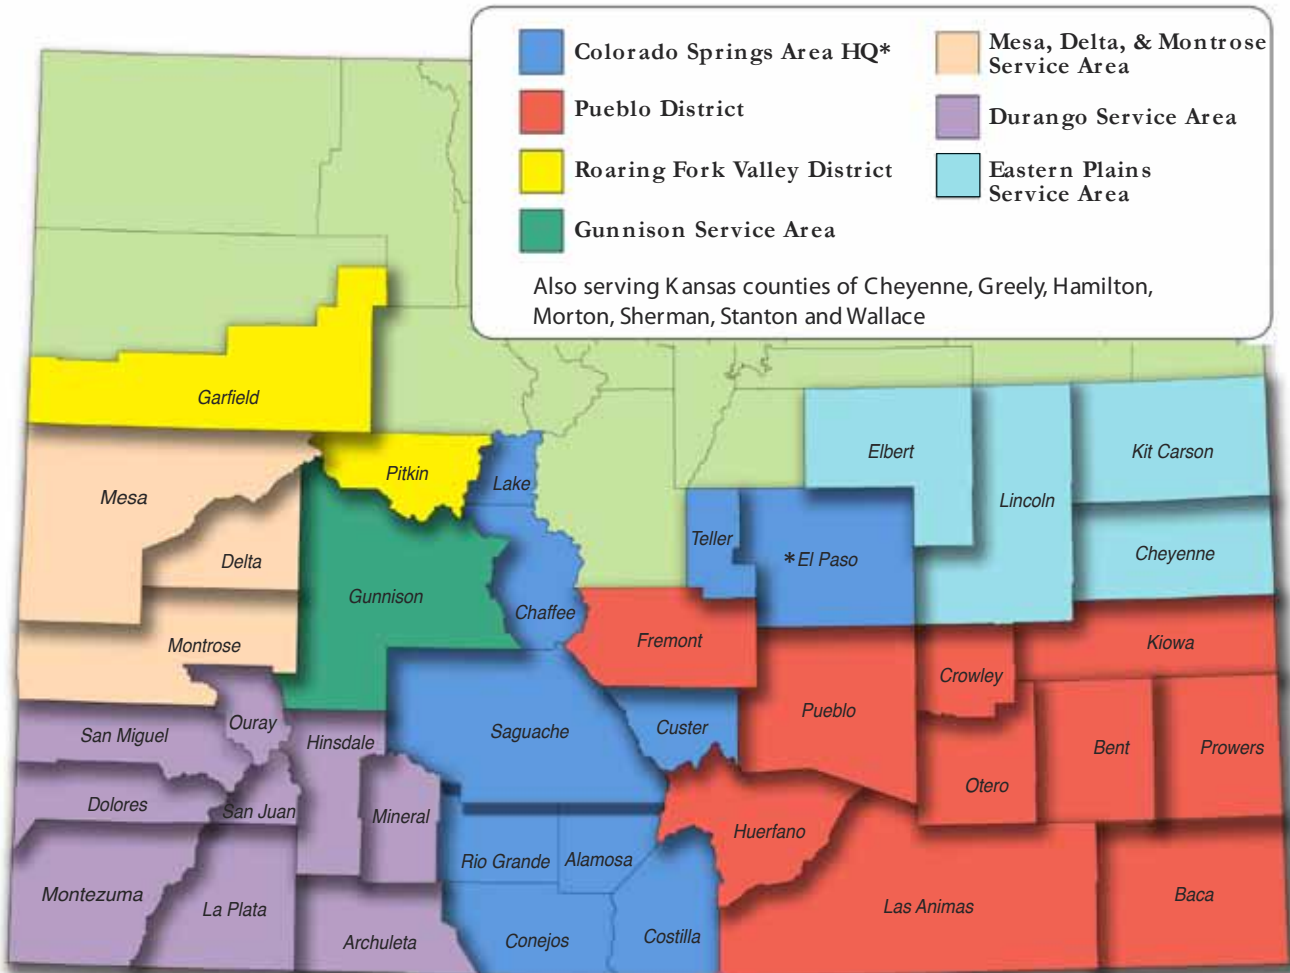 Colorado Springs Area HQ*
Pueblo District
Roaring Fork Valley District
Gunnison Service Area
Mesa, Delta, & Montrose
Service Area
Durango Service Area
Eastern Plains
Service Area
Also serving Kansas counties of Cheyenne, Greely, Hamilton,
Morton, Sherman, Stanton and Wallace
Garfield
Pitkin
Lake
Elbert
Kit Carson
Mesa
Lincoln
Delta
Teller
*El Paso
Cheyenne
Gunnison
Chaffee
Montrose
Fremont
Kiowa
Crowley
Ouray
San Miguel
Hinsdale
Saguache
Custer
Pueblo
Bent
Prowers
Dolores
San Juan
Mineral
Otero
Rio Grande
Alamosa
Huerfano
Montezuma
La Plata
Archuleta
Conejos
Costilla
Las Animas
Baca